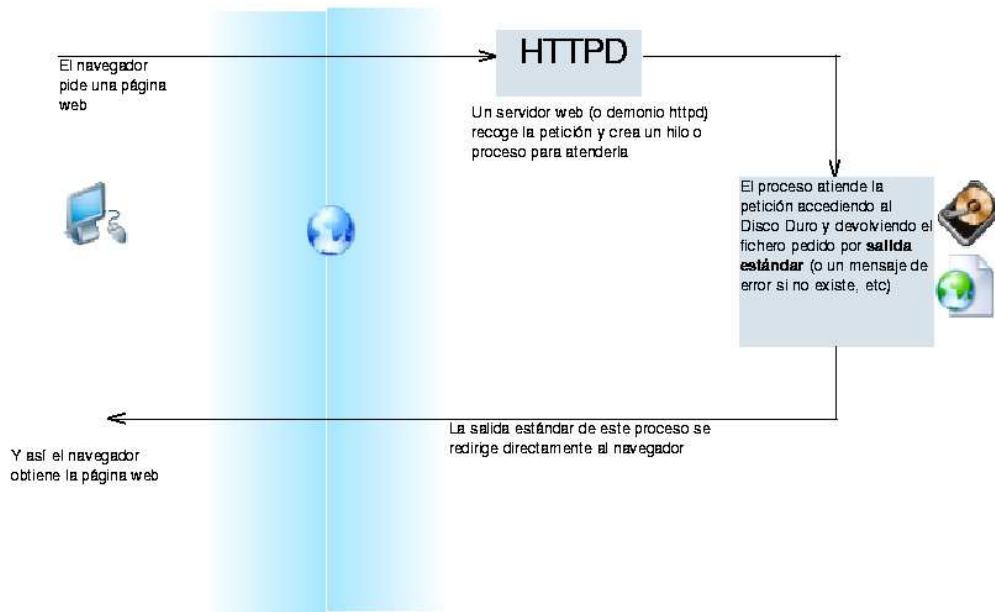 El navegador
pide una página
web
HTTPD
Un servidor web (o demonio httpd)
recoge la petición y crea un hilo o
proceso para atenderla
El proceso atiende la
petición accediendo al
Disco Duro y devolviendo el
fichero pedido por salida
estándar (o un mensaje de
error si no existe, etc)
La salida estándar de este proceso se
redirige directamente al navegador
Y así el navegador
obtiene la página web